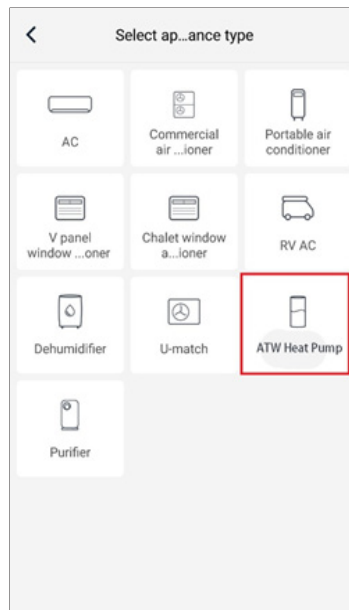 Select ap...ance type
AC
Commercial
air ...ioner
Portable air
conditioner
V panel
window ...oner
Chalet window
a...ioner
RV AC
Dehumidifier
U-match
ATW Heat Pump
Purifier